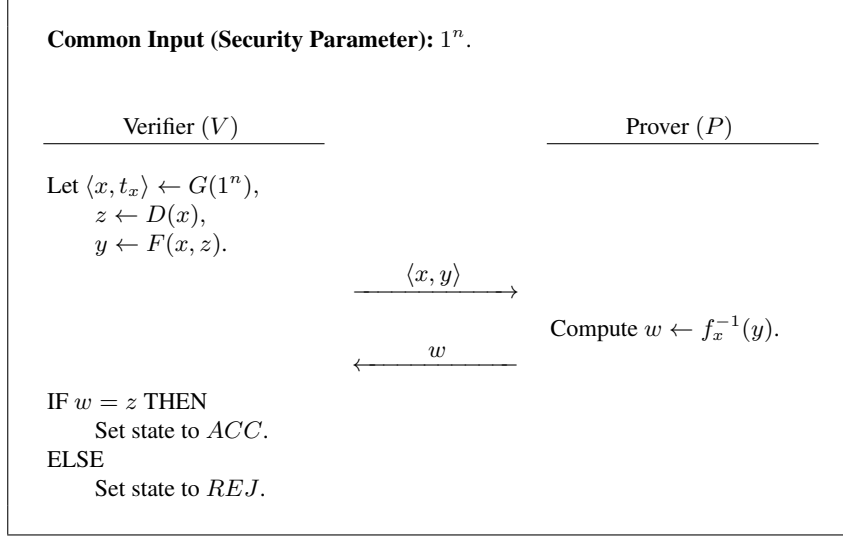 Common Input (Security Parameter): 1^n.
Verifier (V) Prover (P)
Let ⟨x, t_x⟩ ← G(1^n),
z ← D(x),
y ← F(x, z).
⟨x, y⟩
Compute w ← f_x^{-1}(y).
w
IF w = z THEN
Set state to ACC.
ELSE
Set state to REJ.